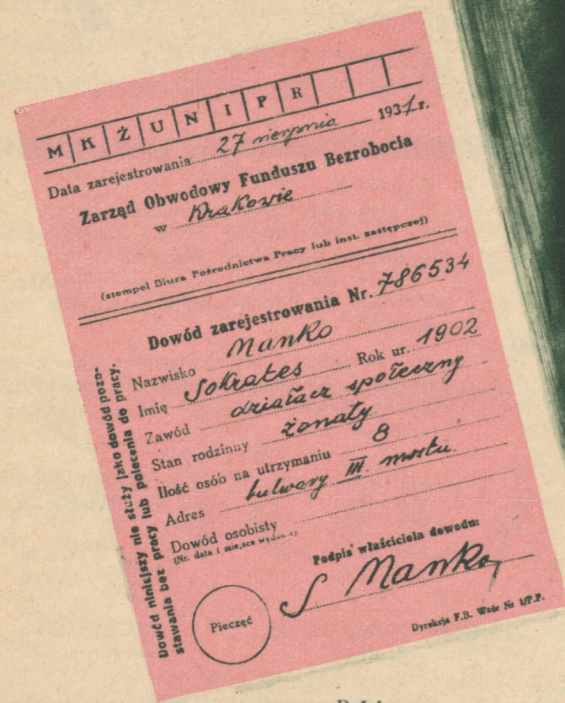 M K Ż U N I P R
Data zarejestrowania 27 sierpnia 1931 r.
Zarząd Obwodowy Funduszu Bezrobocia
w Krakowie
(stempel Biura Pośrednictwa Pracy lub inst. zastępczej)
Dowód zarejestrowania Nr. 786534
Nazwisko Mańko
Imię Sokrates Rok ur. 1902
Zawód działacz społeczny
Stan rodzinny żonaty
Ilość osób na utrzymaniu 8
Adres bulwary III. mostu.
Dowód osobisty
(Nr. data i miejsce wydania)
Podpis właściciela dowodu:
S Mańko
Pieczęć
Dyrekcja F.B. Wzór Nr 1/P.P.
Dowód niniejszy nie służy jako dowód pozo-
stawania bez pracy lub polecenia do pracy.